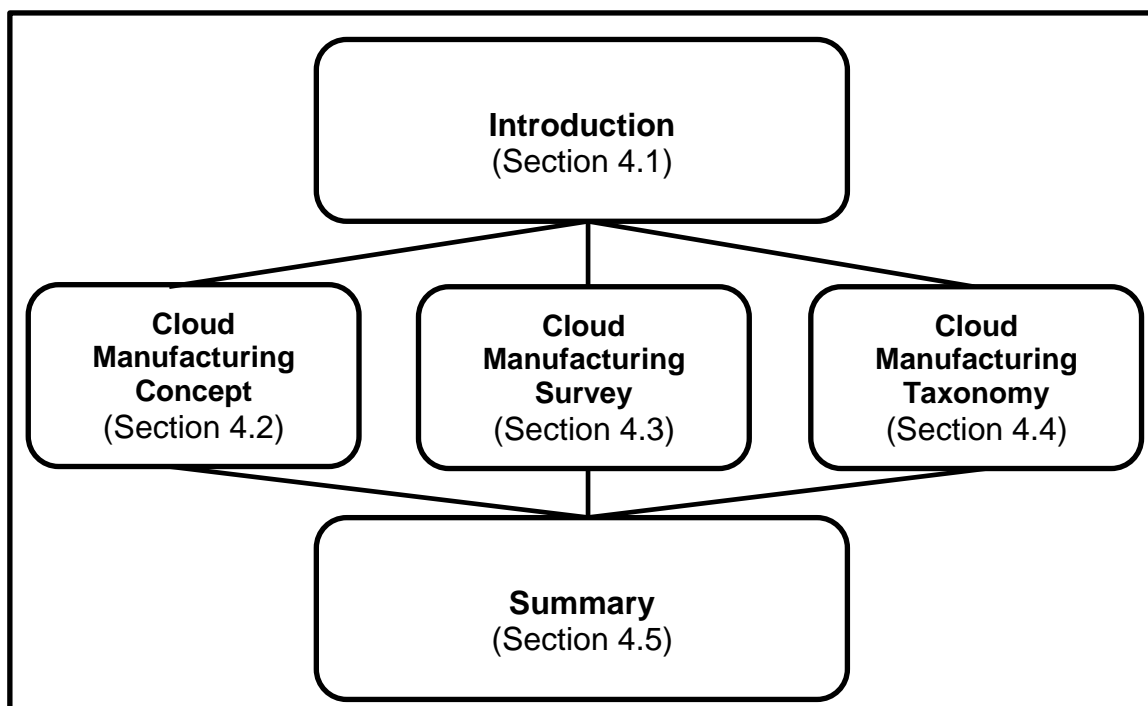 Introduction
(Section 4.1)
Cloud
Manufacturing
Concept
(Section 4.2)
Cloud
Manufacturing
Survey
(Section 4.3)
Cloud
Manufacturing
Taxonomy
(Section 4.4)
Summary
(Section 4.5)